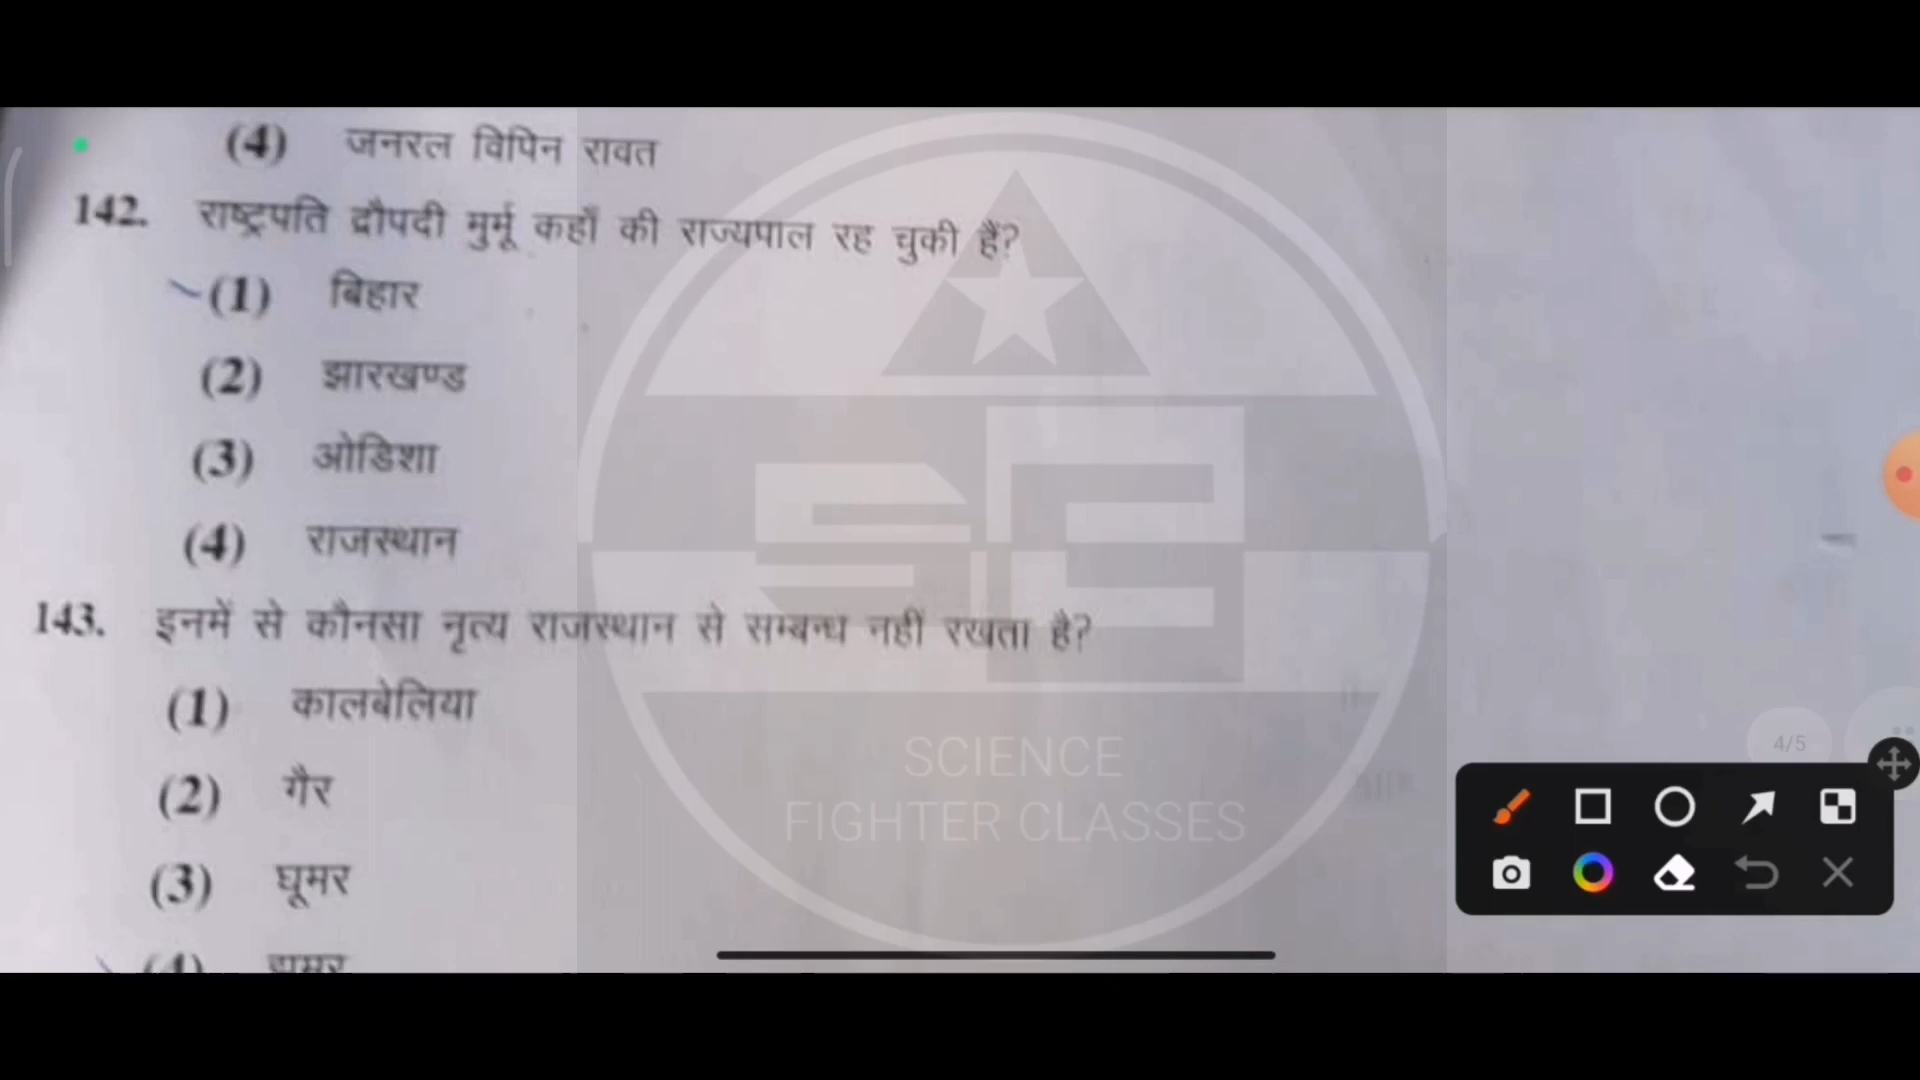 (4) जनरल विपिन रावत
142. राष्ट्रपति द्रौपदी मुर्मू कहाँ की राज्यपाल रह चुकी हैं?
(1) बिहार
(2) झारखण्ड
(3) ओडिशा
(4) राजस्थान
143. इनमें से कौनसा नृत्य राजस्थान से सम्बन्ध नहीं रखता है?
(1) कालबेलिया
(2) गैर
(3) घूमर
(4)
SCIENCE
FIGHTER CLASSES
4/5